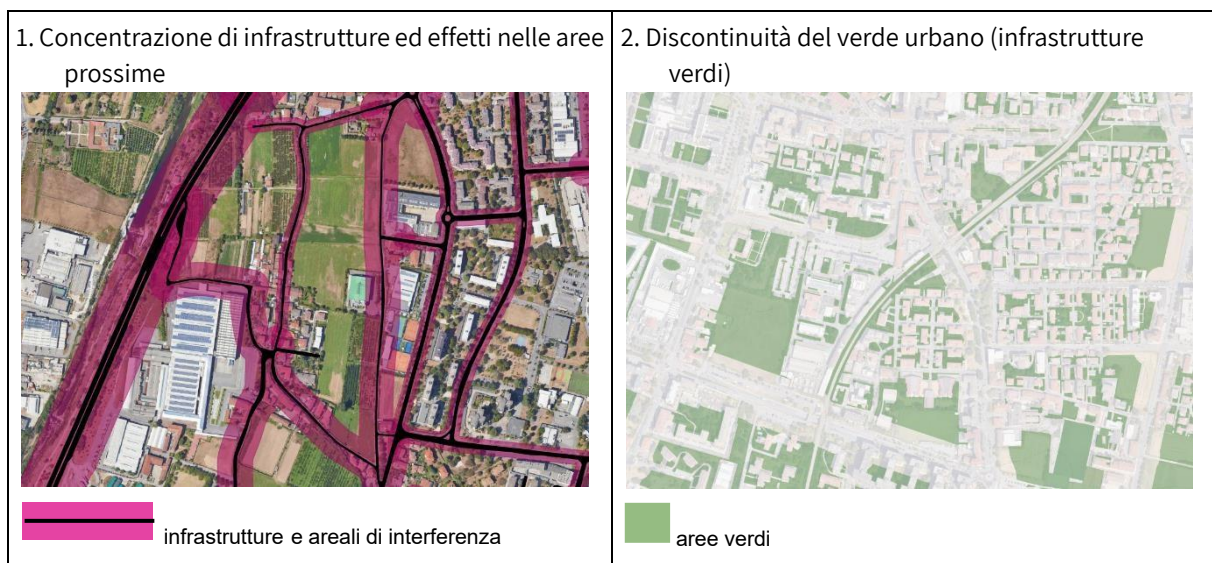 1. Concentrazione di infrastrutture ed effetti nelle aree
prossime
infrastrutture e areali di interferenza
2. Discontinuità del verde urbano (infrastrutture
verdi)
aree verdi